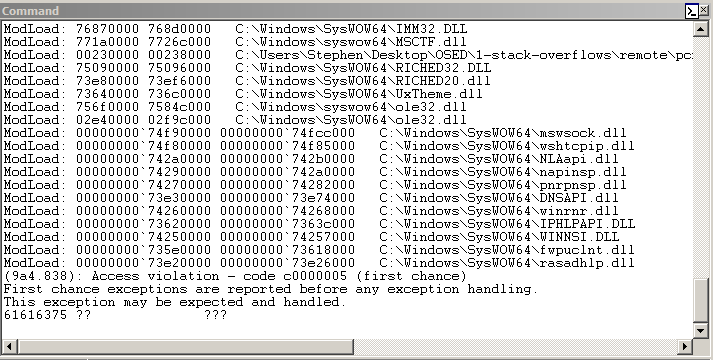 Command
ModLoad: 76870000 768d0000   C:\Windows\SysWOW64\IMM32.DLL
ModLoad: 771a0000 7726c000   C:\Windows\syswow64\MSCTF.dll
ModLoad: 00230000 00238000   C:\Users\Stephen\Desktop\OSED\1-stack-overflows\remote\pc
ModLoad: 75090000 75096000   C:\Windows\SysWOW64\RICHED32.DLL
ModLoad: 73e80000 73ef6000   C:\Windows\SysWOW64\RICHED20.dll
ModLoad: 73640000 736c0000   C:\Windows\SysWOW64\UxTheme.dll
ModLoad: 756f0000 7584c000   C:\Windows\syswow64\ole32.dll
ModLoad: 02e40000 02f9c000   C:\Windows\syswow64\ole32.dll
ModLoad: 00000000`74f90000 00000000`74fcc000   C:\Windows\SysWOW64\mswsock.dll
ModLoad: 00000000`74f80000 00000000`74f85000   C:\Windows\SysWOW64\wshtcpip.dll
ModLoad: 00000000`742a0000 00000000`742b0000   C:\Windows\SysWOW64\NLAapi.dll
ModLoad: 00000000`74290000 00000000`742a0000   C:\Windows\SysWOW64\napinsp.dll
ModLoad: 00000000`74270000 00000000`74282000   C:\Windows\SysWOW64\pnrpnsp.dll
ModLoad: 00000000`73e30000 00000000`73e74000   C:\Windows\SysWOW64\DNSAPI.dll
ModLoad: 00000000`74260000 00000000`74268000   C:\Windows\SysWOW64\winrnr.dll
ModLoad: 00000000`73620000 00000000`7363c000   C:\Windows\SysWOW64\IPHLPAPI.DLL
ModLoad: 00000000`74250000 00000000`74257000   C:\Windows\SysWOW64\WINNSI.DLL
ModLoad: 00000000`735e0000 00000000`73618000   C:\Windows\SysWOW64\fwpuclnt.dll
ModLoad: 00000000`73e20000 00000000`73e26000   C:\Windows\SysWOW64\rasadhlp.dll
(9a4.838): Access violation - code c0000005 (first chance)
First chance exceptions are reported before any exception handling.
This exception may be expected and handled.
61616375 ??              ???